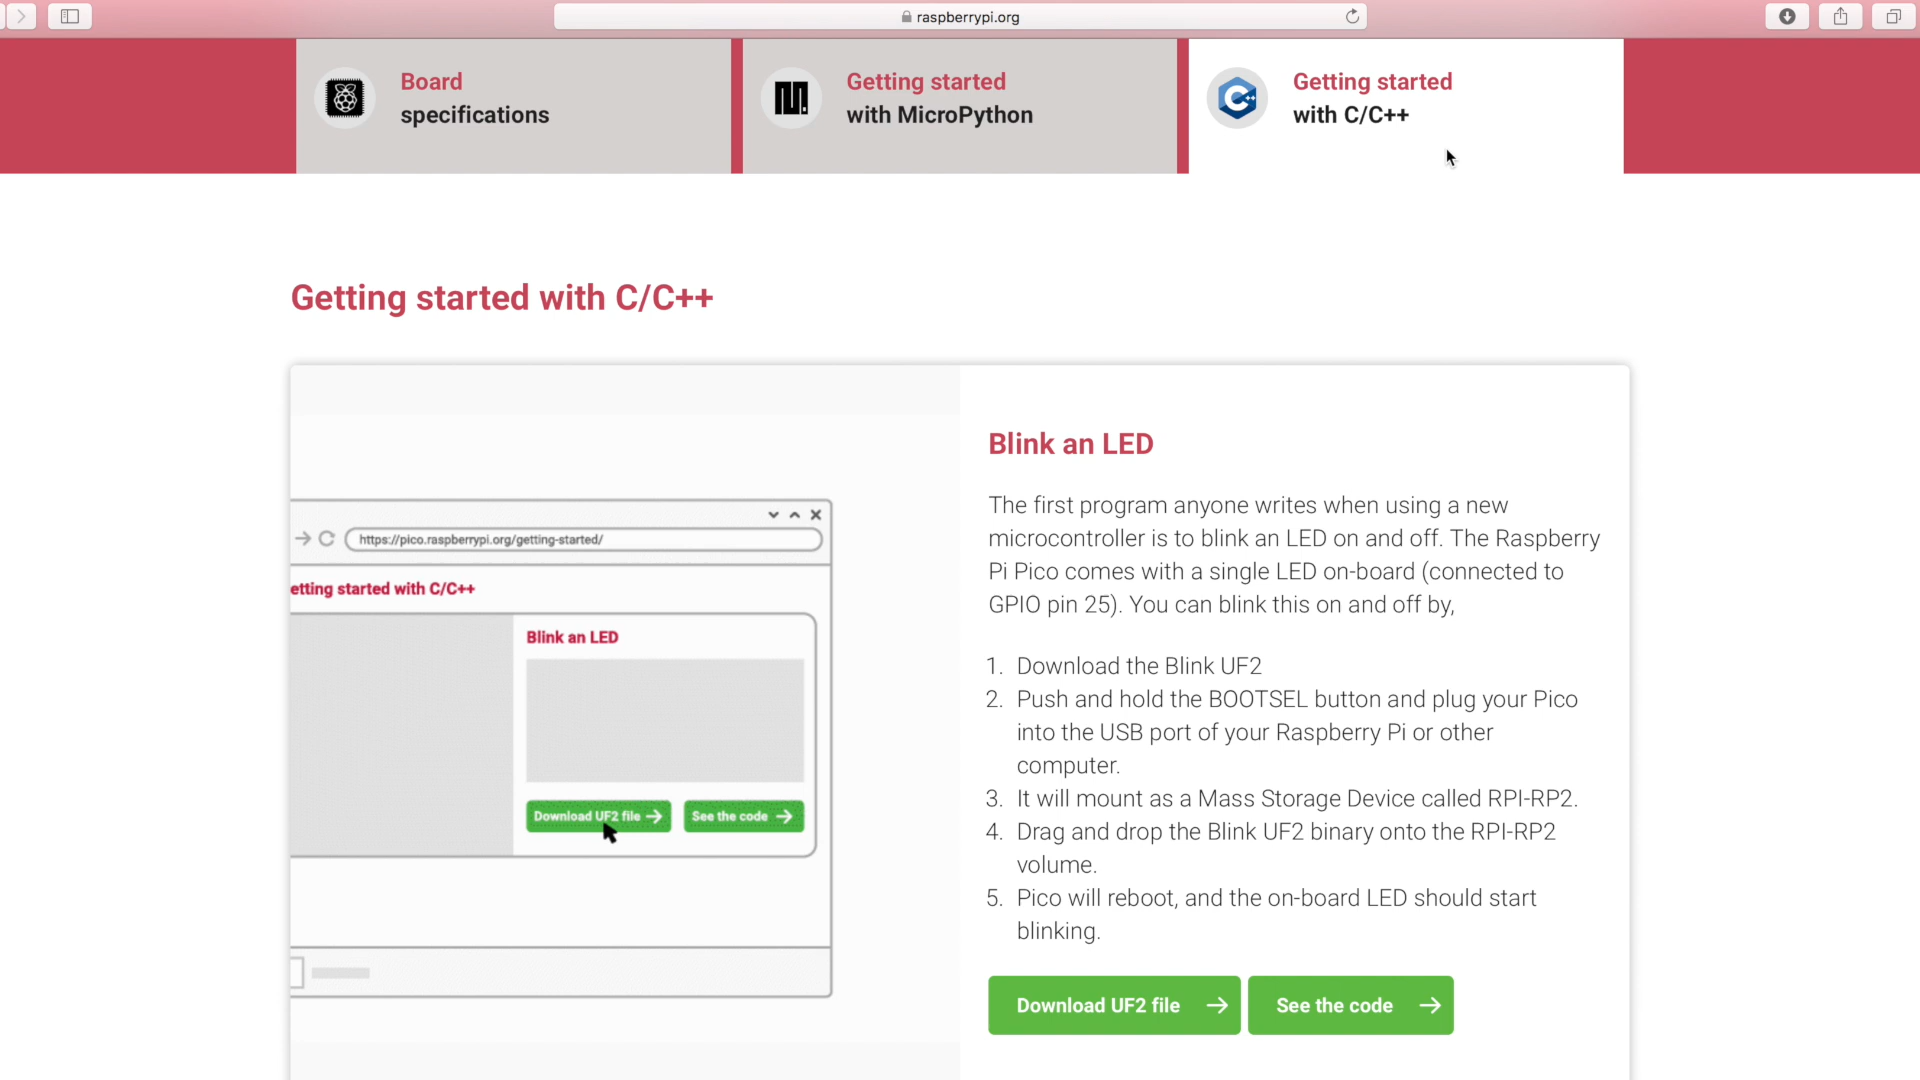 raspberrypi.org
Board
specifications
Getting started
with MicroPython
Getting started
with C/C++
Getting started with C/C++
https://pico.raspberrypi.org/getting-started/
etting started with C/C++
Blink an LED
Download UF2 file
See the code
Blink an LED
The first program anyone writes when using a new
microcontroller is to blink an LED on and off. The Raspberry
Pi Pico comes with a single LED on-board (connected to
GPIO pin 25). You can blink this on and off by,
1. Download the Blink UF2
2. Push and hold the BOOTSEL button and plug your Pico
into the USB port of your Raspberry Pi or other
computer.
3. It will mount as a Mass Storage Device called RPI-RP2.
4. Drag and drop the Blink UF2 binary onto the RPI-RP2
volume.
5. Pico will reboot, and the on-board LED should start
blinking.
Download UF2 file
See the code